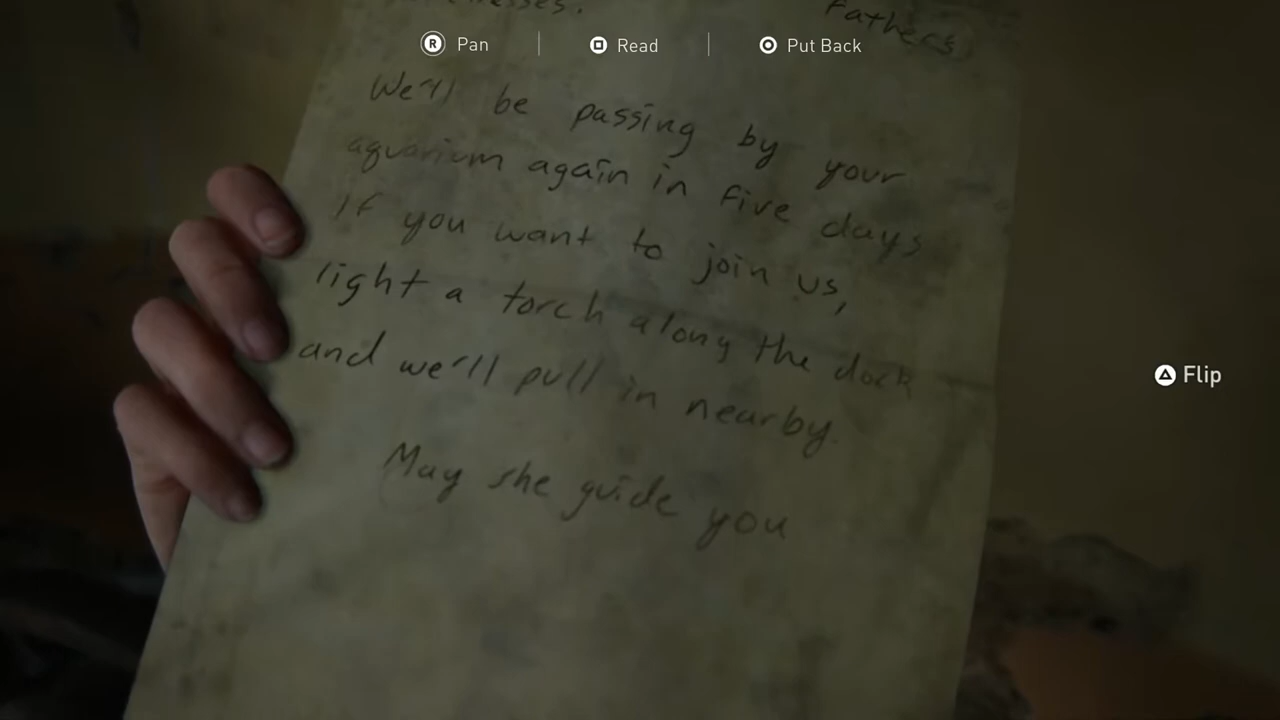 Fathers
R Pan | Read | Put Back
We'll be passing by your
aquarium again in five days
If you want to join us,
light a torch along the dock
and we'll pull in nearby.
May she guide you
Flip